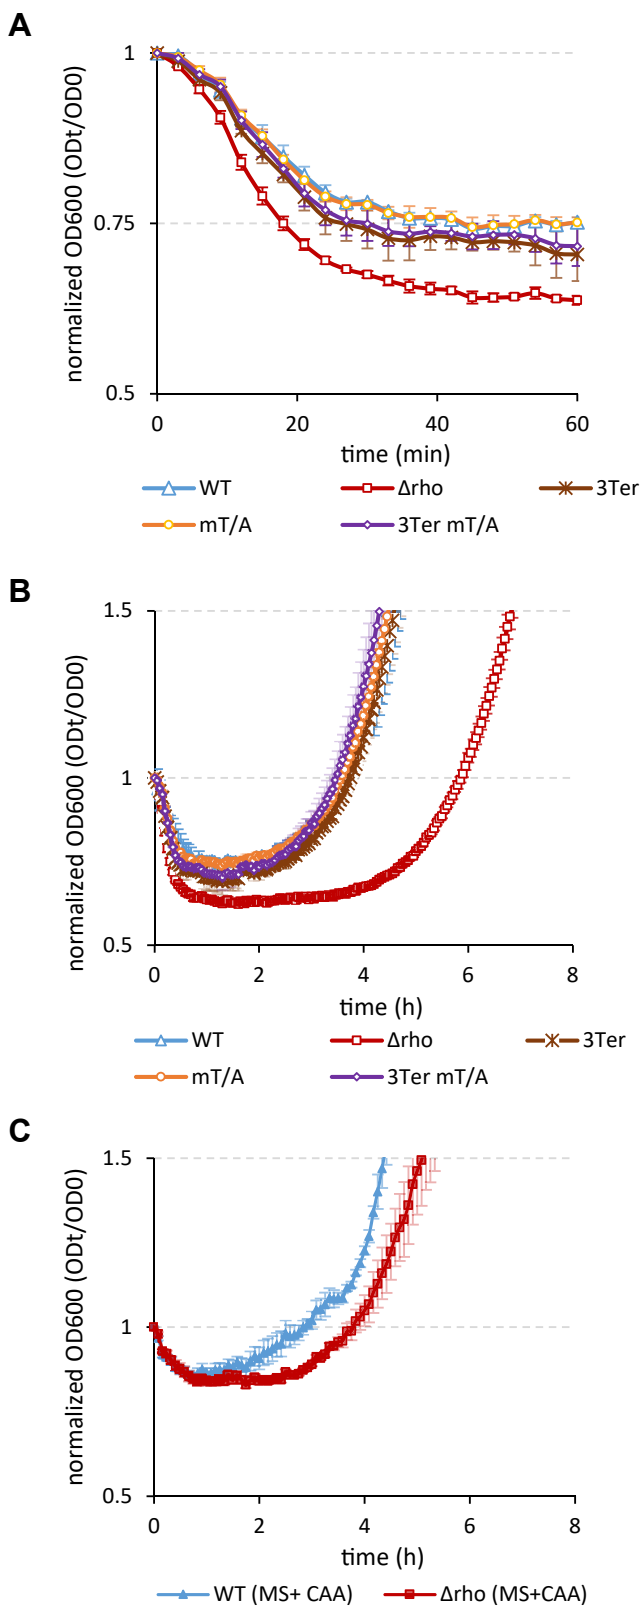 A
normalized OD600 (ODt/OD0)
1
0.75
0.5
0 20 40 60
time (min)
WT Δrho 3Ter
mT/A 3Ter mT/A
B
normalized OD600 (ODt/OD0)
1.5
1
0.5
0 2 4 6 8
time (h)
WT Δrho 3Ter
mT/A 3Ter mT/A
C
normalized OD600 (ODt/OD0)
1.5
1
0.5
0 2 4 6 8
time (h)
WT (MS+ CAA) Δrho (MS+CAA)